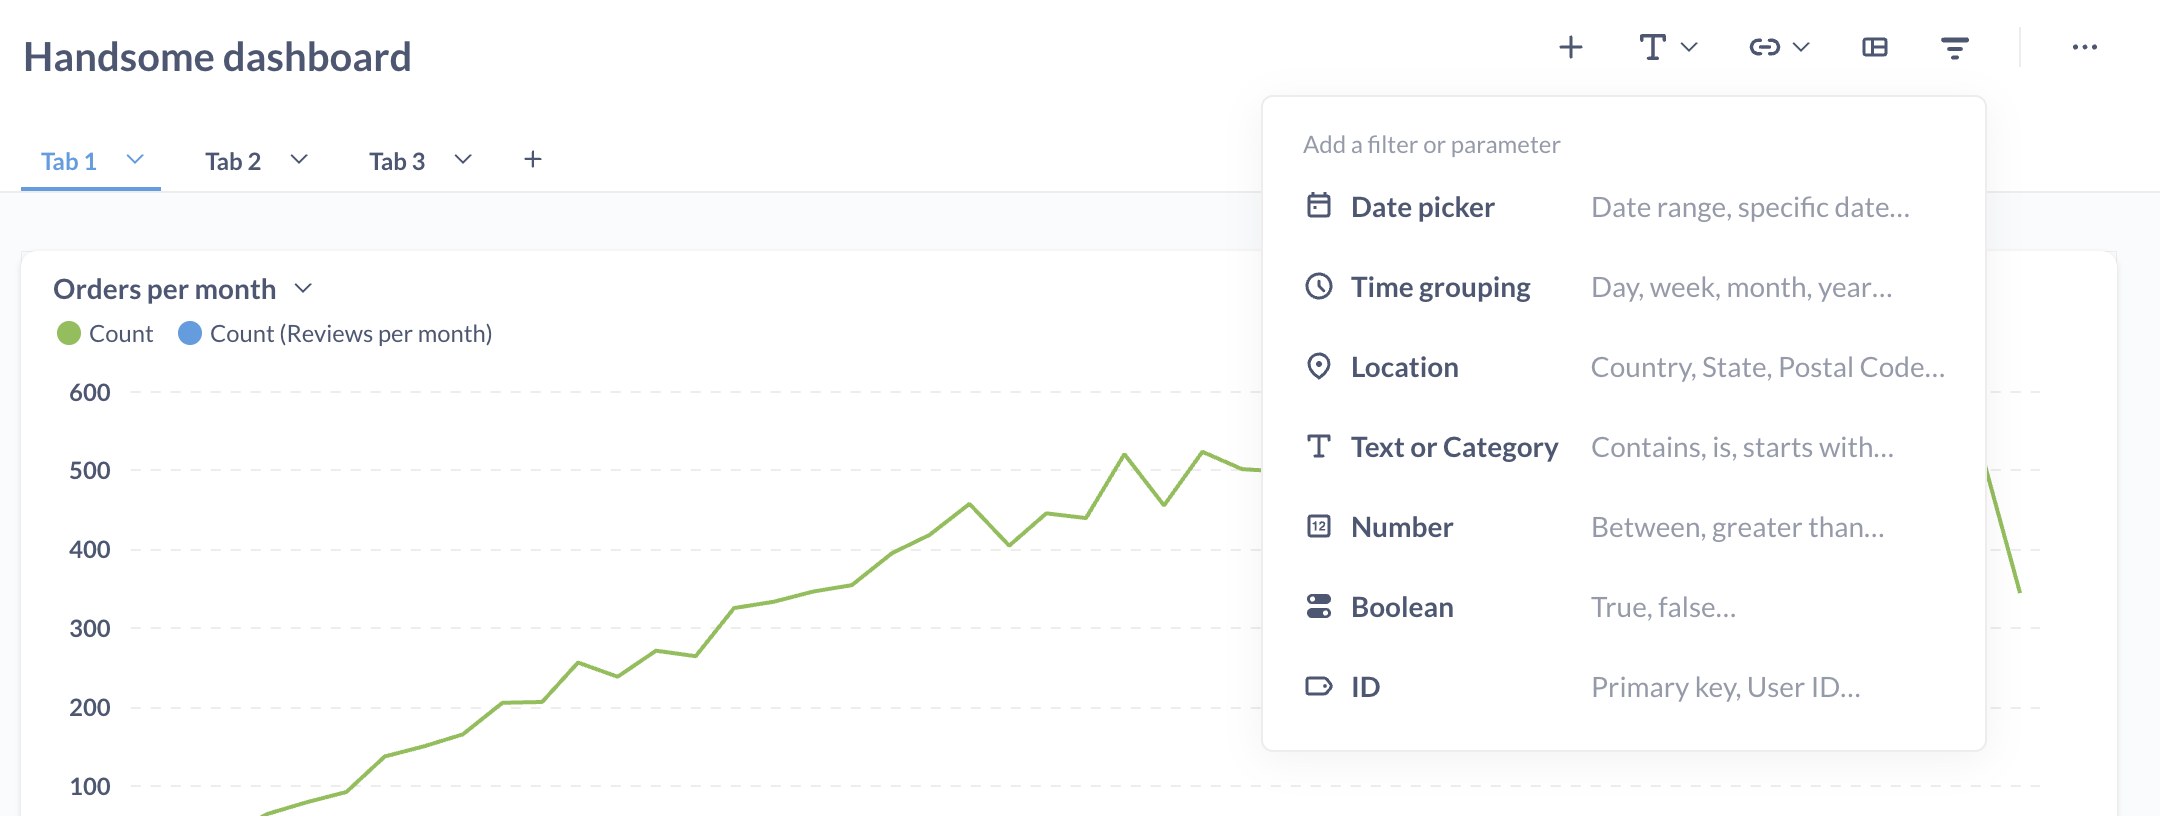 Handsome dashboard
Tab 1
Tab 2
Tab 3
Add a filter or parameter
Date picker Date range, specific date...
Time grouping Day, week, month, year...
Location Country, State, Postal Code...
Text or Category Contains, is, starts with...
Number Between, greater than...
Boolean True, false...
ID Primary key, User ID...
Orders per month
Count Count (Reviews per month)
600
500
400
300
200
100
12